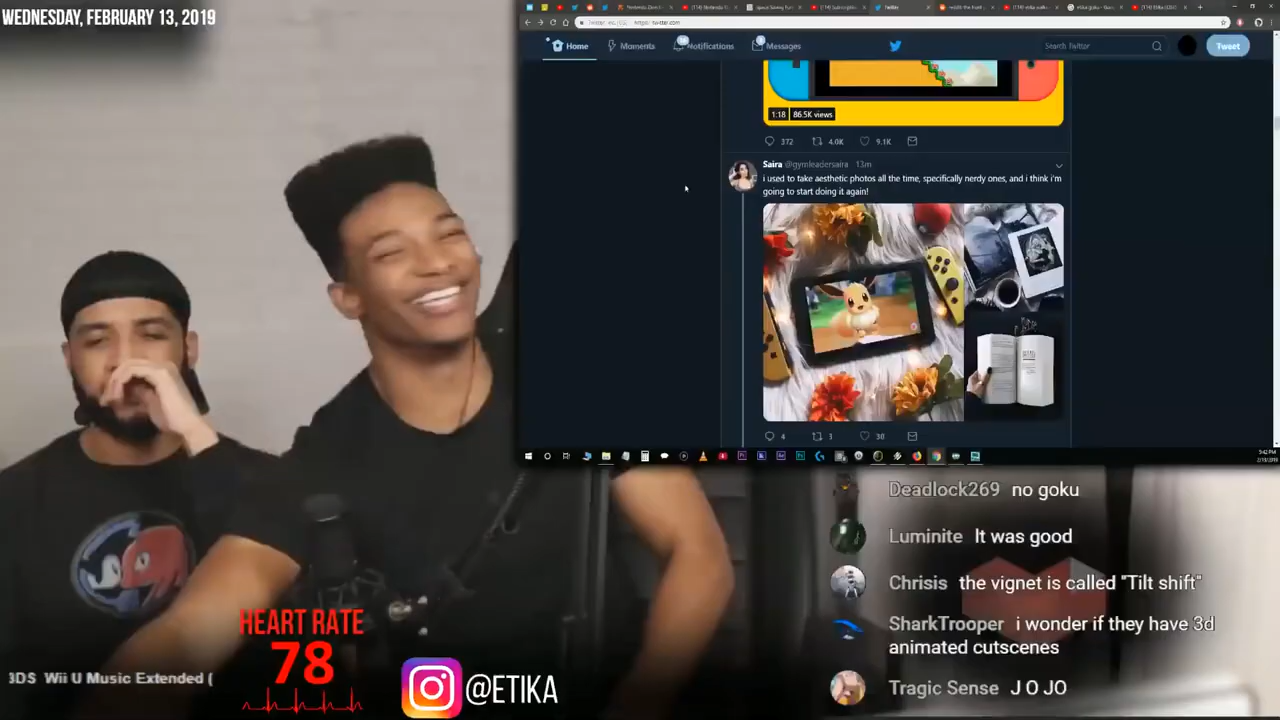 WEDNESDAY, FEBRUARY 13, 2019
Home
Moments
Notifications
Messages
Search Twitter
Tweet
1:18 86.5K views
372 4.0K 9.1K
Saira @gymleadersaira 13m
i used to take aesthetic photos all the time, specifically nerdy ones, and i think i'm
going to start doing it again!
4 1 30
Deadlock269 no goku
Luminite It was good
Chrisis the vignet is called "Tilt shift"
SharkTrooper i wonder if they have 3d
animated cutscenes
Tragic Sense J O JO
HEART RATE
78
3DS Wii U Music Extended (
@ETIKA